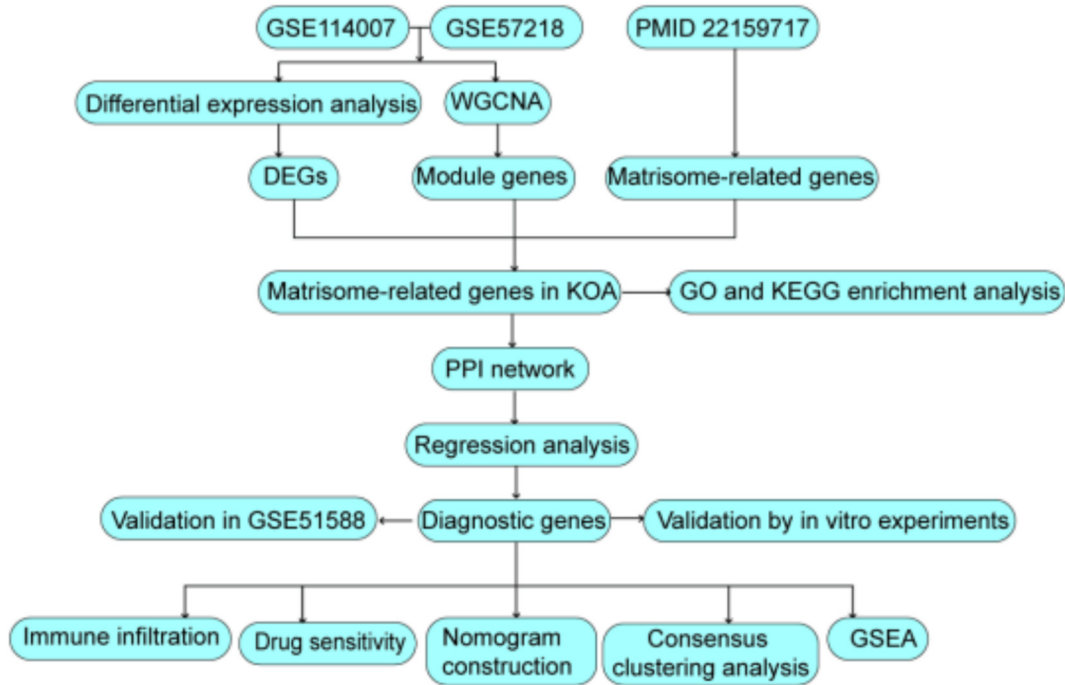 GSE114007
GSE57218
PMID 22159717
Differential expression analysis
WGCNA
DEGs
Module genes
Matrisome-related genes
Matrisome-related genes in KOA
GO and KEGG enrichment analysis
PPI network
Regression analysis
Validation in GSE51588
Diagnostic genes
Validation by in vitro experiments
Immune infiltration
Drug sensitivity
Nomogram
construction
Consensus
clustering analysis
GSEA